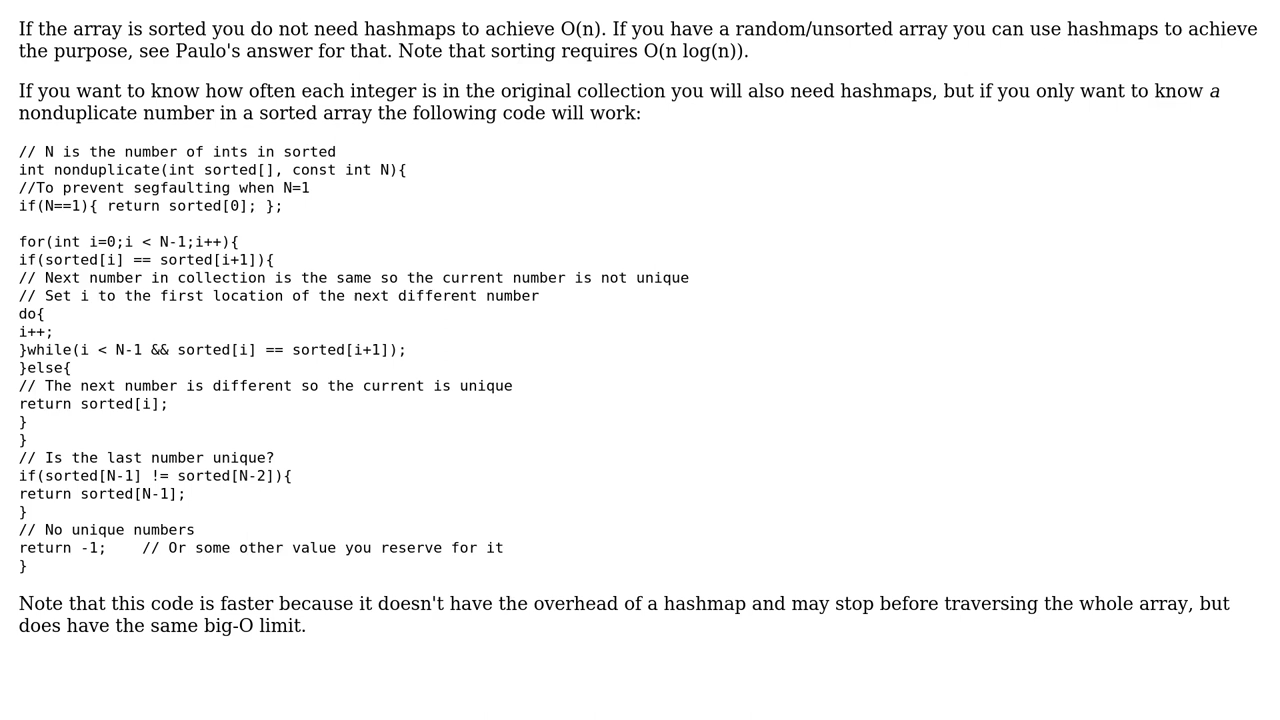 If the array is sorted you do not need hashmaps to achieve O(n). If you have a random/unsorted array you can use hashmaps to achieve
the purpose, see Paulo's answer for that. Note that sorting requires O(n log(n)).
If you want to know how often each integer is in the original collection you will also need hashmaps, but if you only want to know a
nonduplicate number in a sorted array the following code will work:
// N is the number of ints in sorted
int nonduplicate(int sorted[], const int N){
//To prevent segfaulting when N=1
if(N==1){ return sorted[0]; };
for(int i=0;i < N-1;i++){
if(sorted[i] == sorted[i+1]){
// Next number in collection is the same so the current number is not unique
// Set i to the first location of the next different number
do{
i++;
}while(i < N-1 && sorted[i] == sorted[i+1]);
}else{
// The next number is different so the current is unique
return sorted[i];
}
}
// Is the last number unique?
if(sorted[N-1] != sorted[N-2]){
return sorted[N-1];
}
// No unique numbers
return -1;    // Or some other value you reserve for it
}
Note that this code is faster because it doesn't have the overhead of a hashmap and may stop before traversing the whole array, but
does have the same big-O limit.